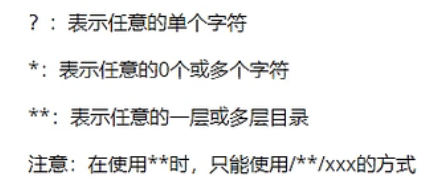 ? ：表示任意的单个字符
*：表示任意的0个或多个字符
**：表示任意的一层或多层目录
注意：在使用**时，只能使用/**/xxx的方式